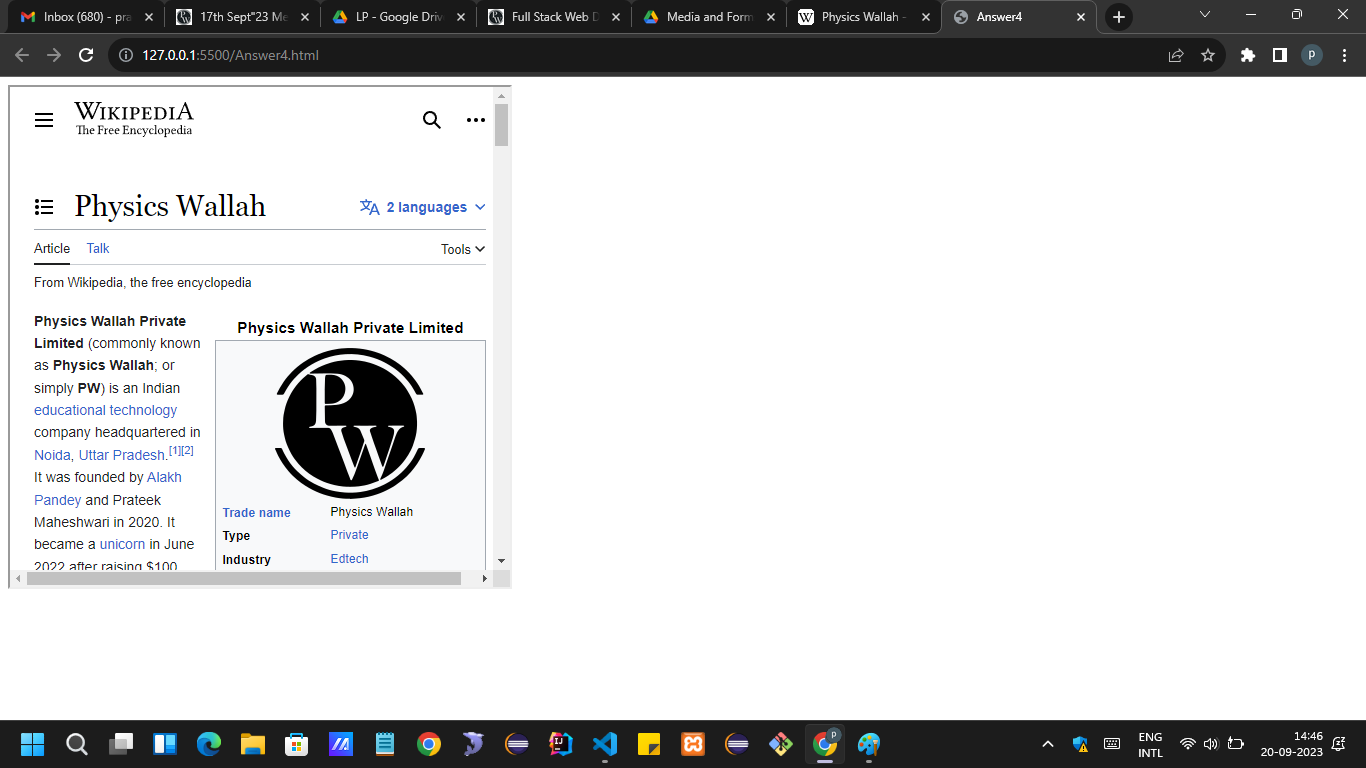 Inbox (680) - pra
17th Sept"23 Me
LP - Google Driv
Full Stack Web D
Media and Form
Physics Wallah -
Answer4
127.0.0.1:5500/Answer4.html
P
WIKIPEDIA
The Free Encyclopedia
Physics Wallah
2 languages
Article Talk Tools
From Wikipedia, the free encyclopedia
Physics Wallah Private
Limited (commonly known
as Physics Wallah; or
simply PW) is an Indian
educational technology
company headquartered in
Noida, Uttar Pradesh.[1][2]
It was founded by Alakh
Pandey and Prateek
Maheshwari in 2020. It
became a unicorn in June
2022 after raising $100
Physics Wallah Private Limited
PW
Trade name Physics Wallah
Type Private
Industry Edtech
ENG
INTL
14:46
20-09-2023